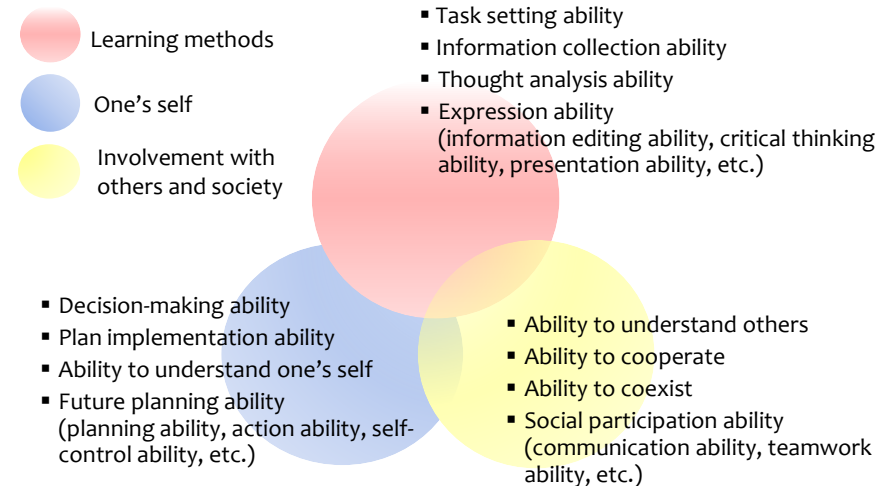 Learning methods
One's self
Involvement with
others and society
▪ Task setting ability
▪ Information collection ability
▪ Thought analysis ability
▪ Expression ability
(information editing ability, critical thinking
ability, presentation ability, etc.)
▪ Decision-making ability
▪ Plan implementation ability
▪ Ability to understand one's self
▪ Future planning ability
(planning ability, action ability, self-
control ability, etc.)
▪ Ability to understand others
▪ Ability to cooperate
▪ Ability to coexist
▪ Social participation ability
(communication ability, teamwork
ability, etc.)